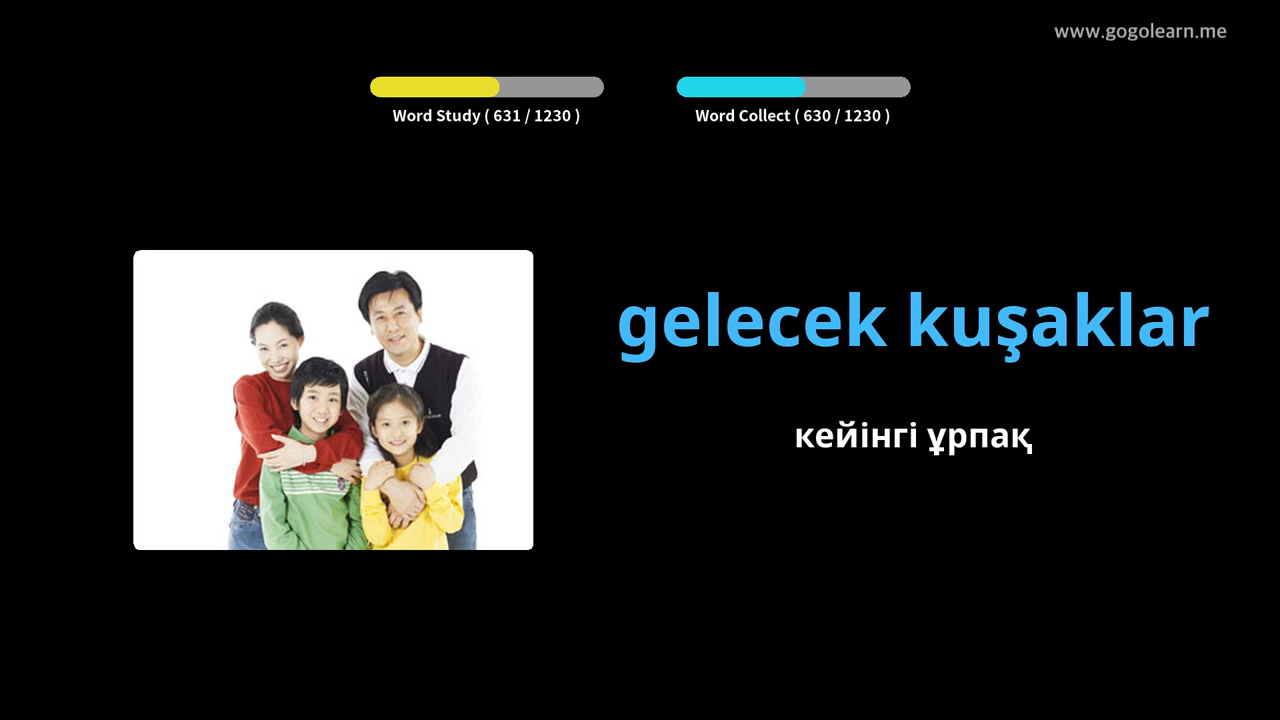 www.gogolearn.me
Word Study ( 631 / 1230 )
Word Collect ( 630 / 1230 )
gelecek kuşaklar
кейінгі ұрпақ